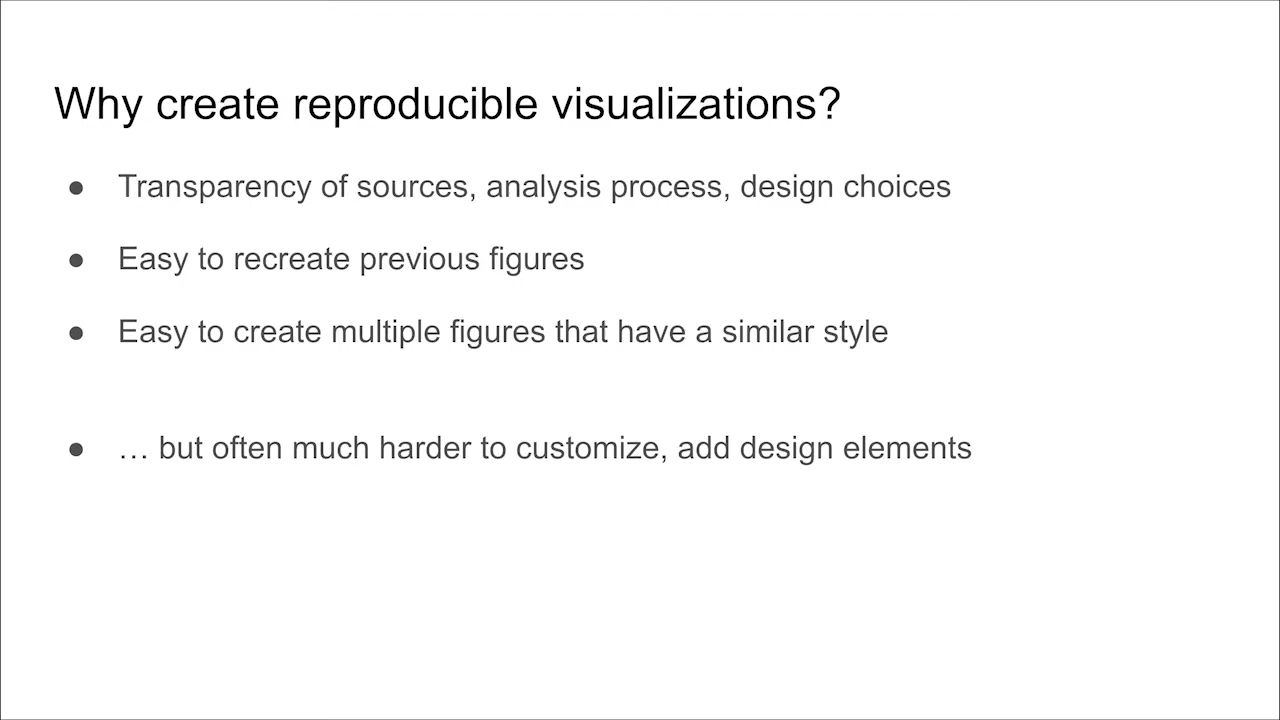 Why create reproducible visualizations?
● Transparency of sources, analysis process, design choices
● Easy to recreate previous figures
● Easy to create multiple figures that have a similar style
● … but often much harder to customize, add design elements